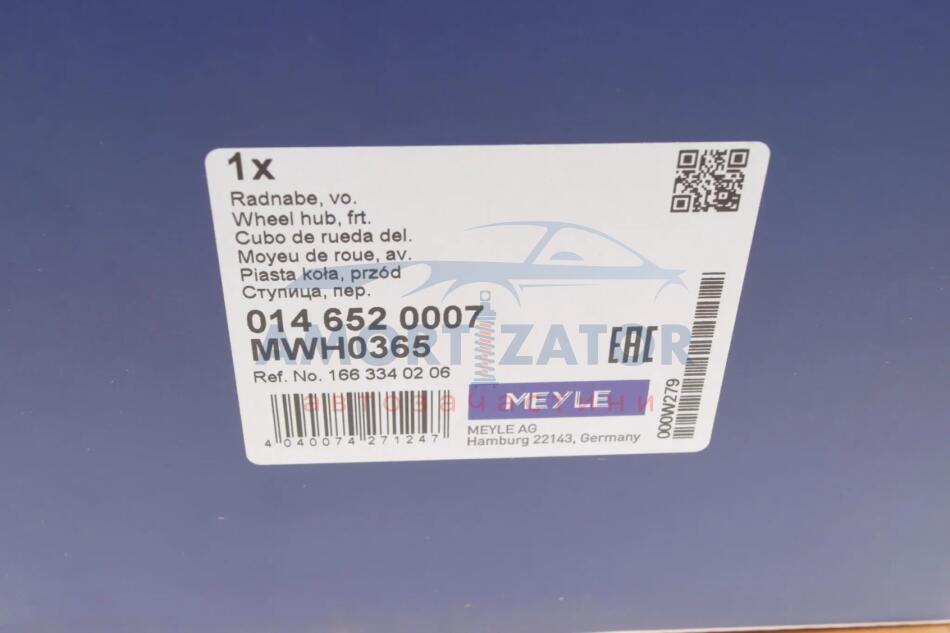 1x
Radnabe, vo.
Wheel hub, frt.
Cubo de rueda del.
Moyeu de roue, av.
Piasta koła, przód
Ступица, пер.
014 652 0007
MWH0365
AMORTIZATOR
EAC
Ref. No. 166 334 02 06
автозапчастини
MEYLE
4 040074 271247
MEYLE AG
Hamburg 22143, Germany
000W279